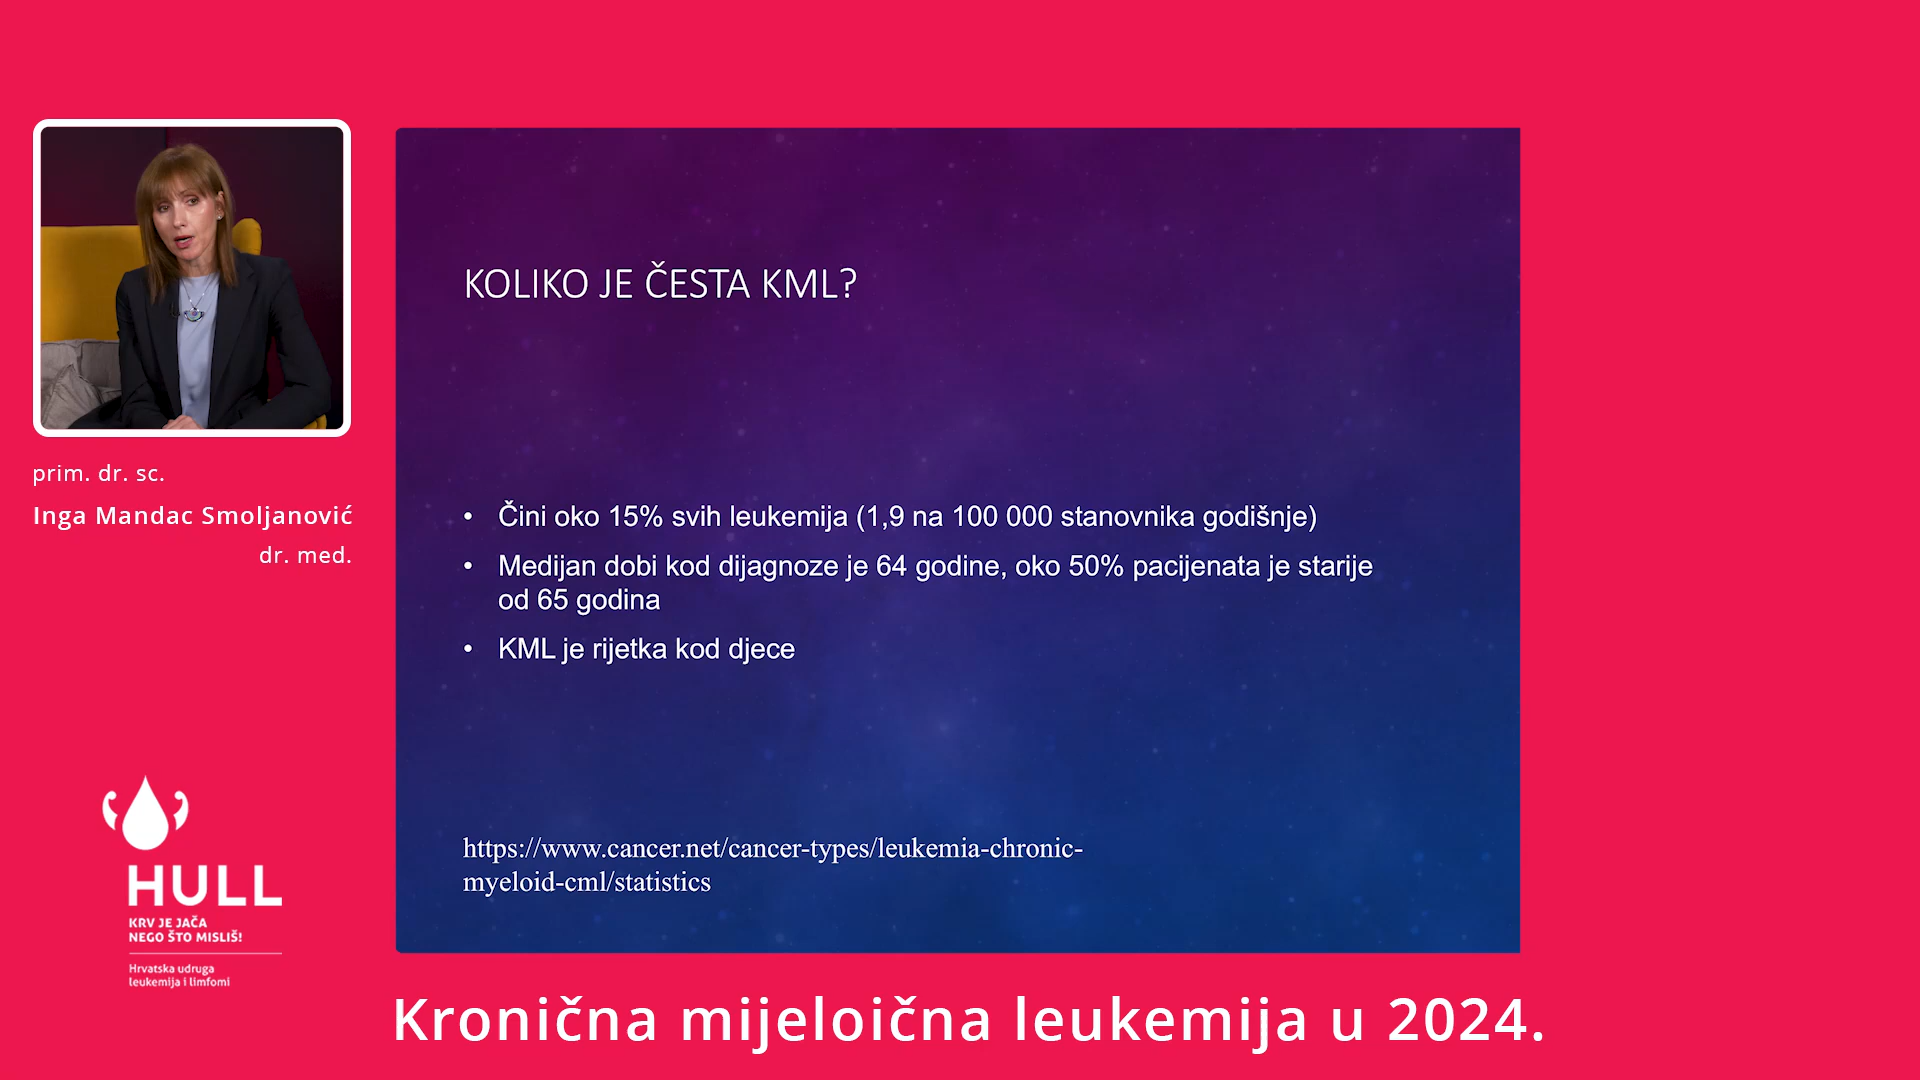 prim. dr. sc.
Inga Mandac Smoljanović
dr. med.
HULL
KRV JE JAČA
NEGO ŠTO MISLIŠ!
Hrvatska udruga
leukemija i limfomi
KOLIKO JE ČESTA KML?
• Čini oko 15% svih leukemija (1,9 na 100 000 stanovnika godišnje)
• Medijan dobi kod dijagnoze je 64 godine, oko 50% pacijenata je starije
od 65 godina
• KML je rijetka kod djece
https://www.cancer.net/cancer-types/leukemia-chronic-
myeloid-cml/statistics
Kronična mijeloična leukemija u 2024.